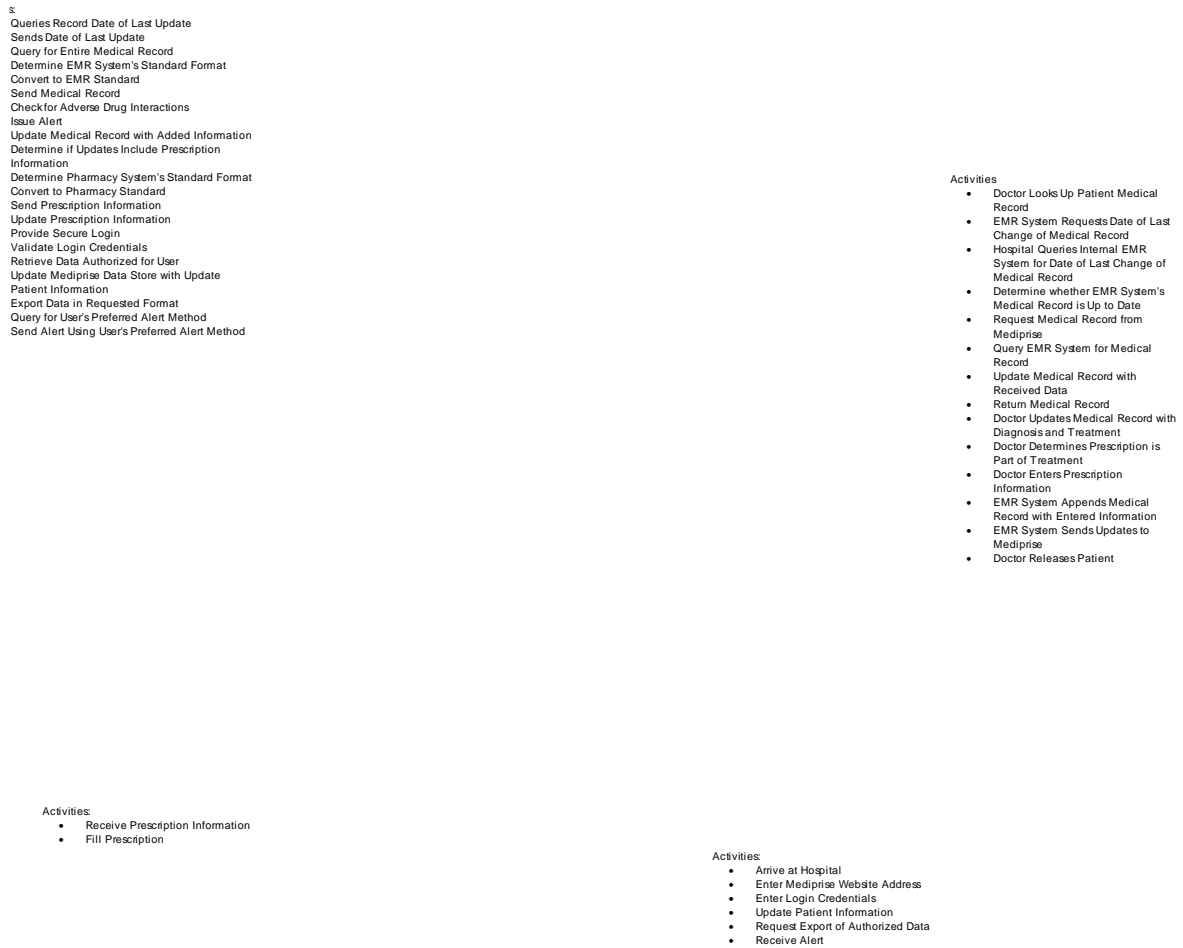 s:
Queries Record Date of Last Update
Sends Date of Last Update
Query for Entire Medical Record
Determine EMR System's Standard Format
Convert to EMR Standard
Send Medical Record
Check for Adverse Drug Interactions
Issue Alert
Update Medical Record with Added Information
Determine if Updates Include Prescription
Information
Determine Pharmacy System's Standard Format
Convert to Pharmacy Standard
Send Prescription Information
Update Prescription Information
Provide Secure Login
Validate Login Credentials
Retrieve Data Authorized for User
Update Mediprise Data Store with Update
Patient Information
Export Data in Requested Format
Query for User's Preferred Alert Method
Send Alert Using User's Preferred Alert Method
Activities
• Doctor Looks Up Patient Medical
Record
• EMR System Requests Date of Last
Change of Medical Record
• Hospital Queries Internal EMR
System for Date of Last Change of
Medical Record
• Determine whether EMR System's
Medical Record is Up to Date
• Request Medical Record from
Mediprise
• Query EMR System for Medical
Record
• Update Medical Record with
Received Data
• Return Medical Record
• Doctor Updates Medical Record with
Diagnosis and Treatment
• Doctor Determines Prescription is
Part of Treatment
• Doctor Enters Prescription
Information
• EMR System Appends Medical
Record with Entered Information
• EMR System Sends Updates to
Mediprise
• Doctor Releases Patient
Activities:
• Receive Prescription Information
• Fill Prescription
Activities:
• Arrive at Hospital
• Enter Mediprise Website Address
• Enter Login Credentials
• Update Patient Information
• Request Export of Authorized Data
• Receive Alert